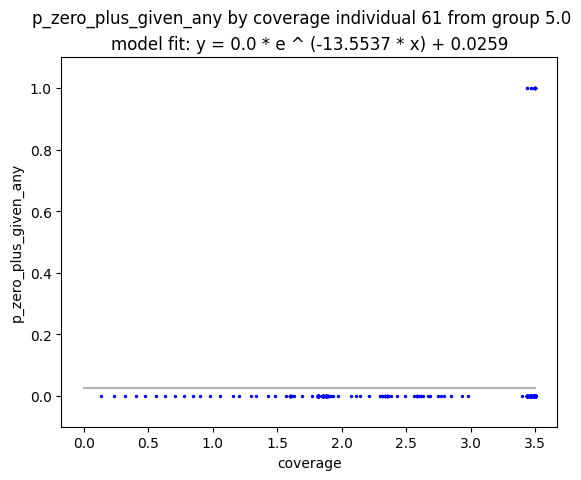 p_zero_plus_given_any by coverage individual 61 from group 5.0
model fit: y = 0.0 * e ^ (-13.5537 * x) + 0.0259
1.0
0.8
0.6
0.4
0.2
0.0
p_zero_plus_given_any
0.0 0.5 1.0 1.5 2.0 2.5 3.0 3.5
coverage